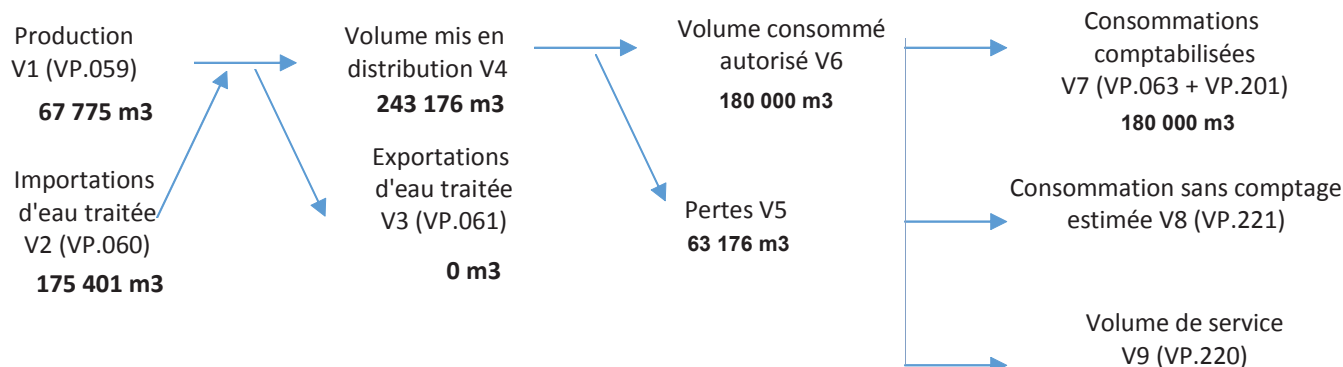 Production
V1 (VP.059)
67 775 m3
Importations
d'eau traitée
V2 (VP.060)
175 401 m3
Volume mis en
distribution V4
243 176 m3
Exportations
d'eau traitée
V3 (VP.061)
0 m3
Volume consommé
autorisé V6
180 000 m3
Pertes V5
63 176 m3
Consommations
comptabilisées
V7 (VP.063 + VP.201)
180 000 m3
Consommation sans comptage
estimée V8 (VP.221)
Volume de service
V9 (VP.220)